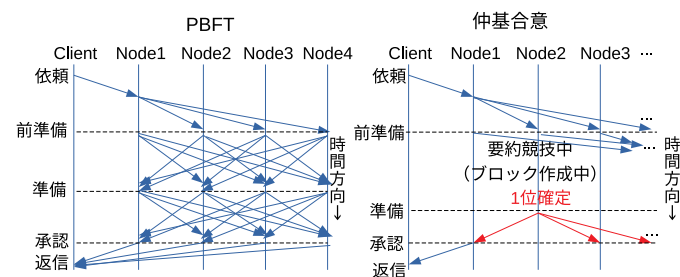 PBFT
Client Node1 Node2 Node3 Node4
依頼
前準備
準備
承認
返信
時間方向→
仲基合意
Client Node1 Node2 Node3 ...
依頼
...
前準備
...
要約競技中
(ブロック作成中)
1位確定
準備
...
承認
返信
時間方向→